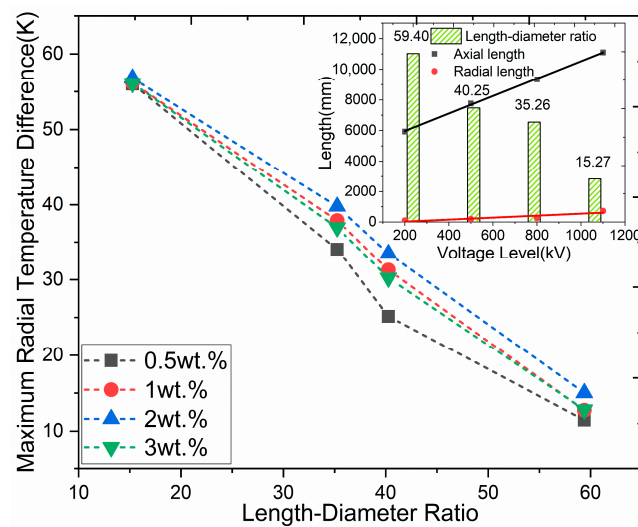 Maximum Radial Temperature Difference(K)
60
50
40
30
20
10
10
20
30
40
50
60
Length-Diameter Ratio
0.5wt.%
1wt.%
2wt.%
3wt.%
Length(mm)
12,000
10,000
8000
6000
4000
2000
0
200
400
600
800
1000
1200
Voltage Level(kV)
Length-diameter ratio
Axial length
Radial length
59.40
40.25
35.26
15.27